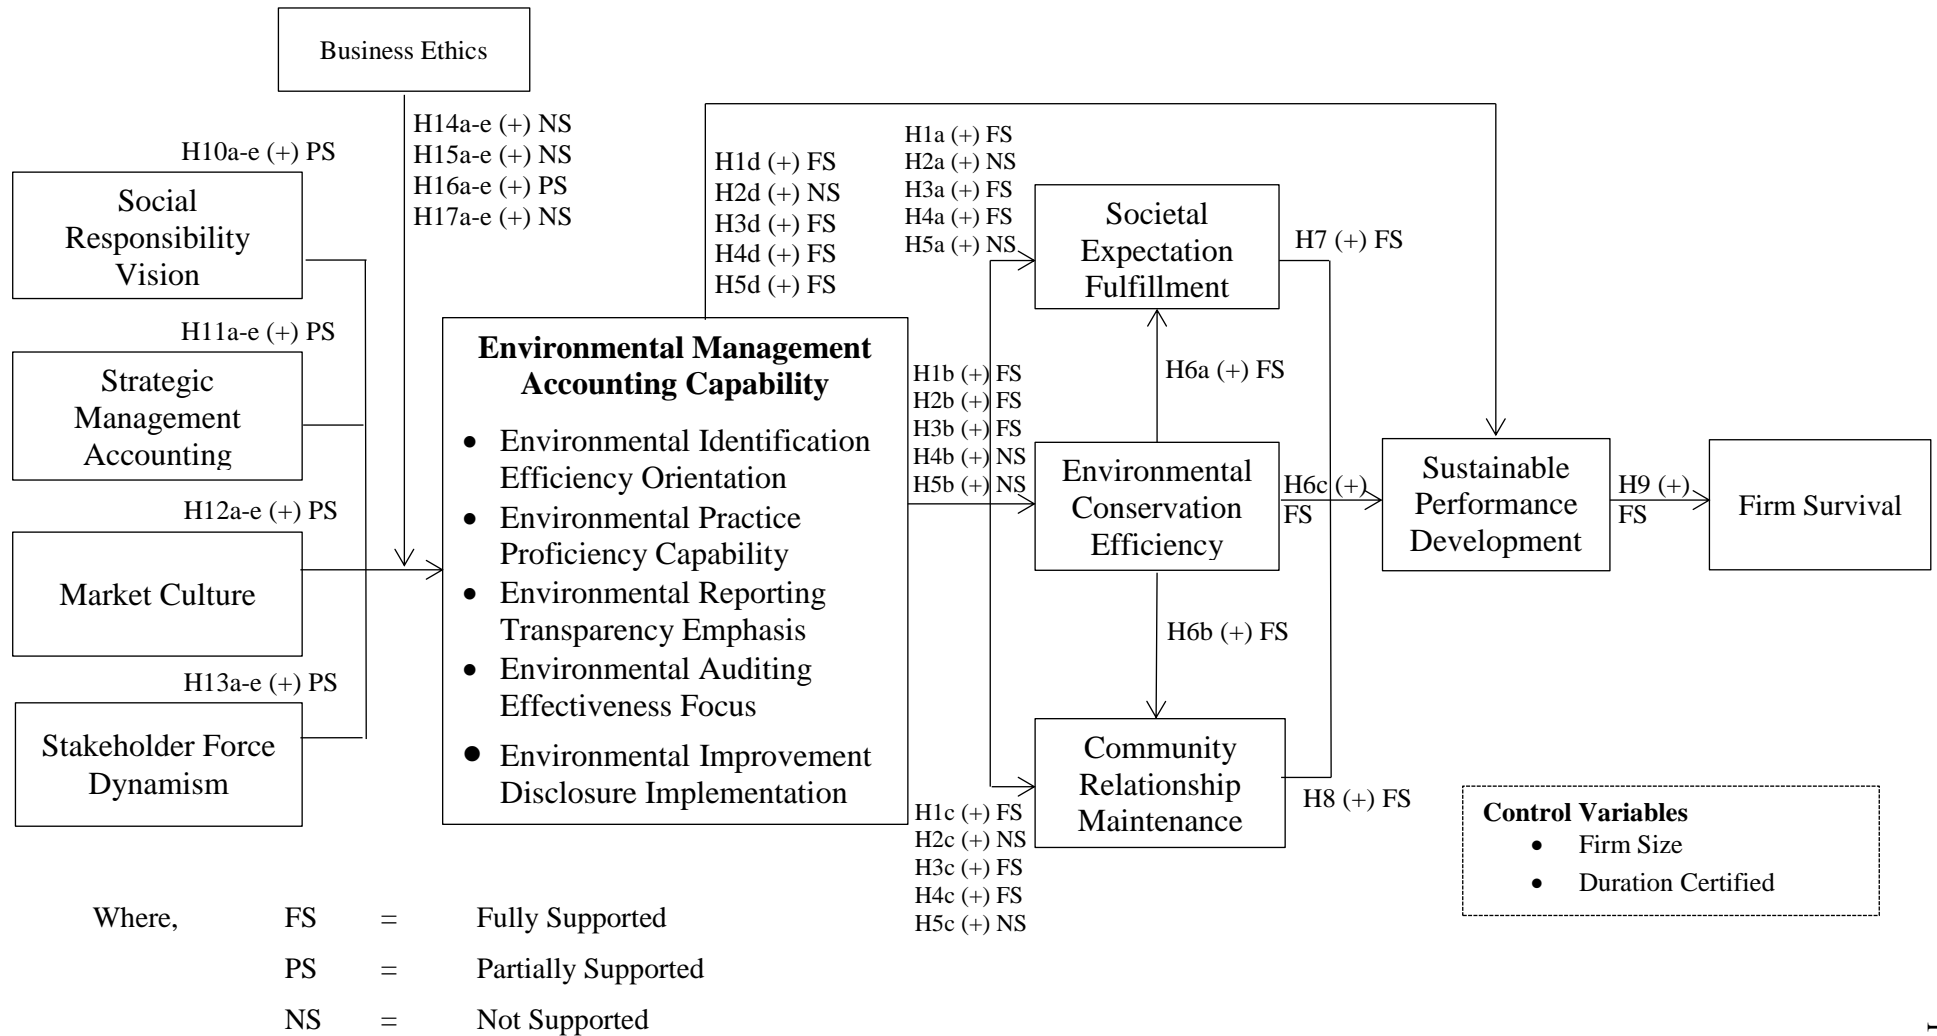 Business Ethics
H14a-e (+) NS
H15a-e (+) NS
H16a-e (+) PS
H17a-e (+) NS
H10a-e (+) PS
Social
Responsibility
Vision
H11a-e (+) PS
Strategic
Management
Accounting
H12a-e (+) PS
Market Culture
H13a-e (+) PS
Stakeholder Force
Dynamism
H1d (+) FS
H2d (+) NS
H3d (+) FS
H4d (+) FS
H5d (+) FS
Environmental Management
Accounting Capability
• Environmental Identification
Efficiency Orientation
• Environmental Practice
Proficiency Capability
• Environmental Reporting
Transparency Emphasis
• Environmental Auditing
Effectiveness Focus
• Environmental Improvement
Disclosure Implementation
H1a (+) FS
H2a (+) NS
H3a (+) FS
H4a (+) FS
H5a (+) NS
H1b (+) FS
H2b (+) FS
H3b (+) FS
H4b (+) NS
H5b (+) NS
H1c (+) FS
H2c (+) NS
H3c (+) FS
H4c (+) FS
H5c (+) NS
Societal
Expectation
Fulfillment
H6a (+) FS
Environmental
Conservation
Efficiency
H6b (+) FS
Community
Relationship
Maintenance
H7 (+) FS
H6c (+)
FS
H8 (+) FS
Sustainable
Performance
Development
H9 (+)
FS
Firm Survival
Control Variables
• Firm Size
• Duration Certified
Where, FS = Fully Supported
PS = Partially Supported
NS = Not Supported